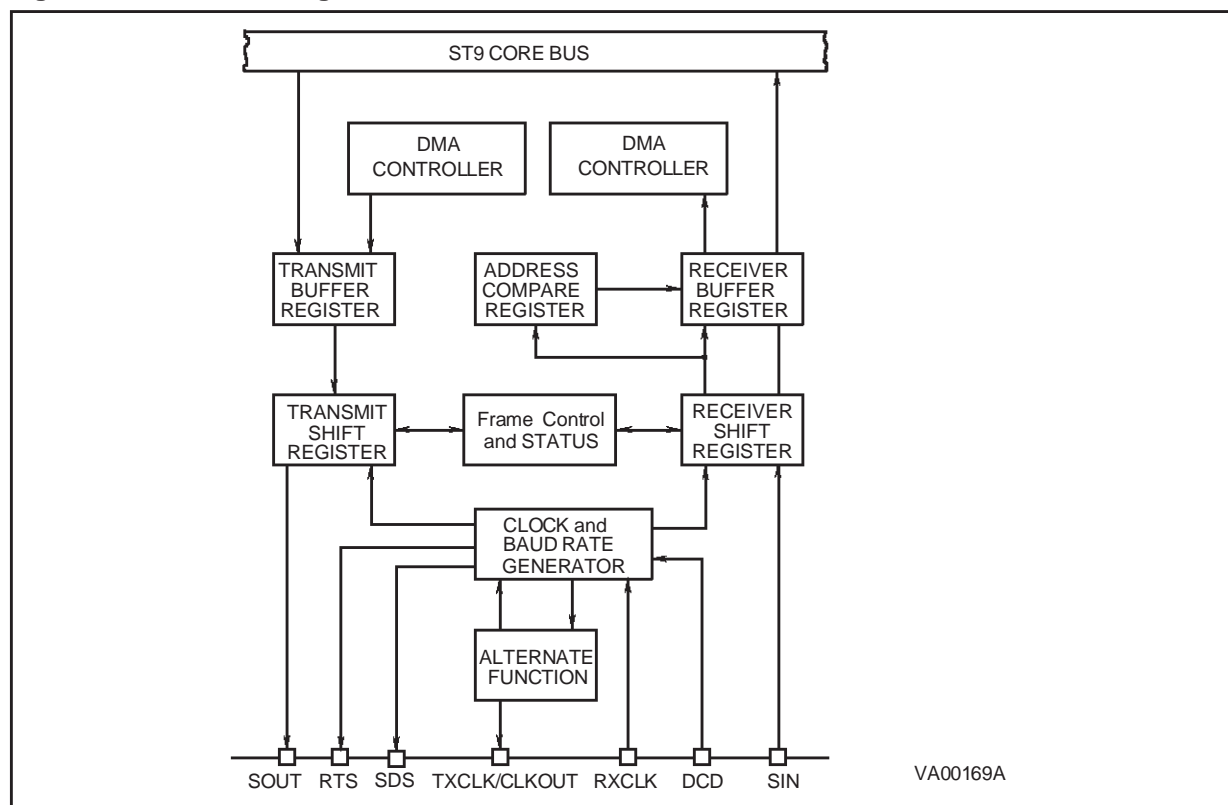 ST9 CORE BUS
DMA
CONTROLLER
DMA
CONTROLLER
TRANSMIT
BUFFER
REGISTER
ADDRESS
COMPARE
REGISTER
RECEIVER
BUFFER
REGISTER
TRANSMIT
SHIFT
REGISTER
Frame Control
and STATUS
RECEIVER
SHIFT
REGISTER
CLOCK and
BAUD RATE
GENERATOR
ALTERNATE
FUNCTION
SOUT RTS SDS TXCLK/CLKOUT RXCLK DCD SIN
VA00169A